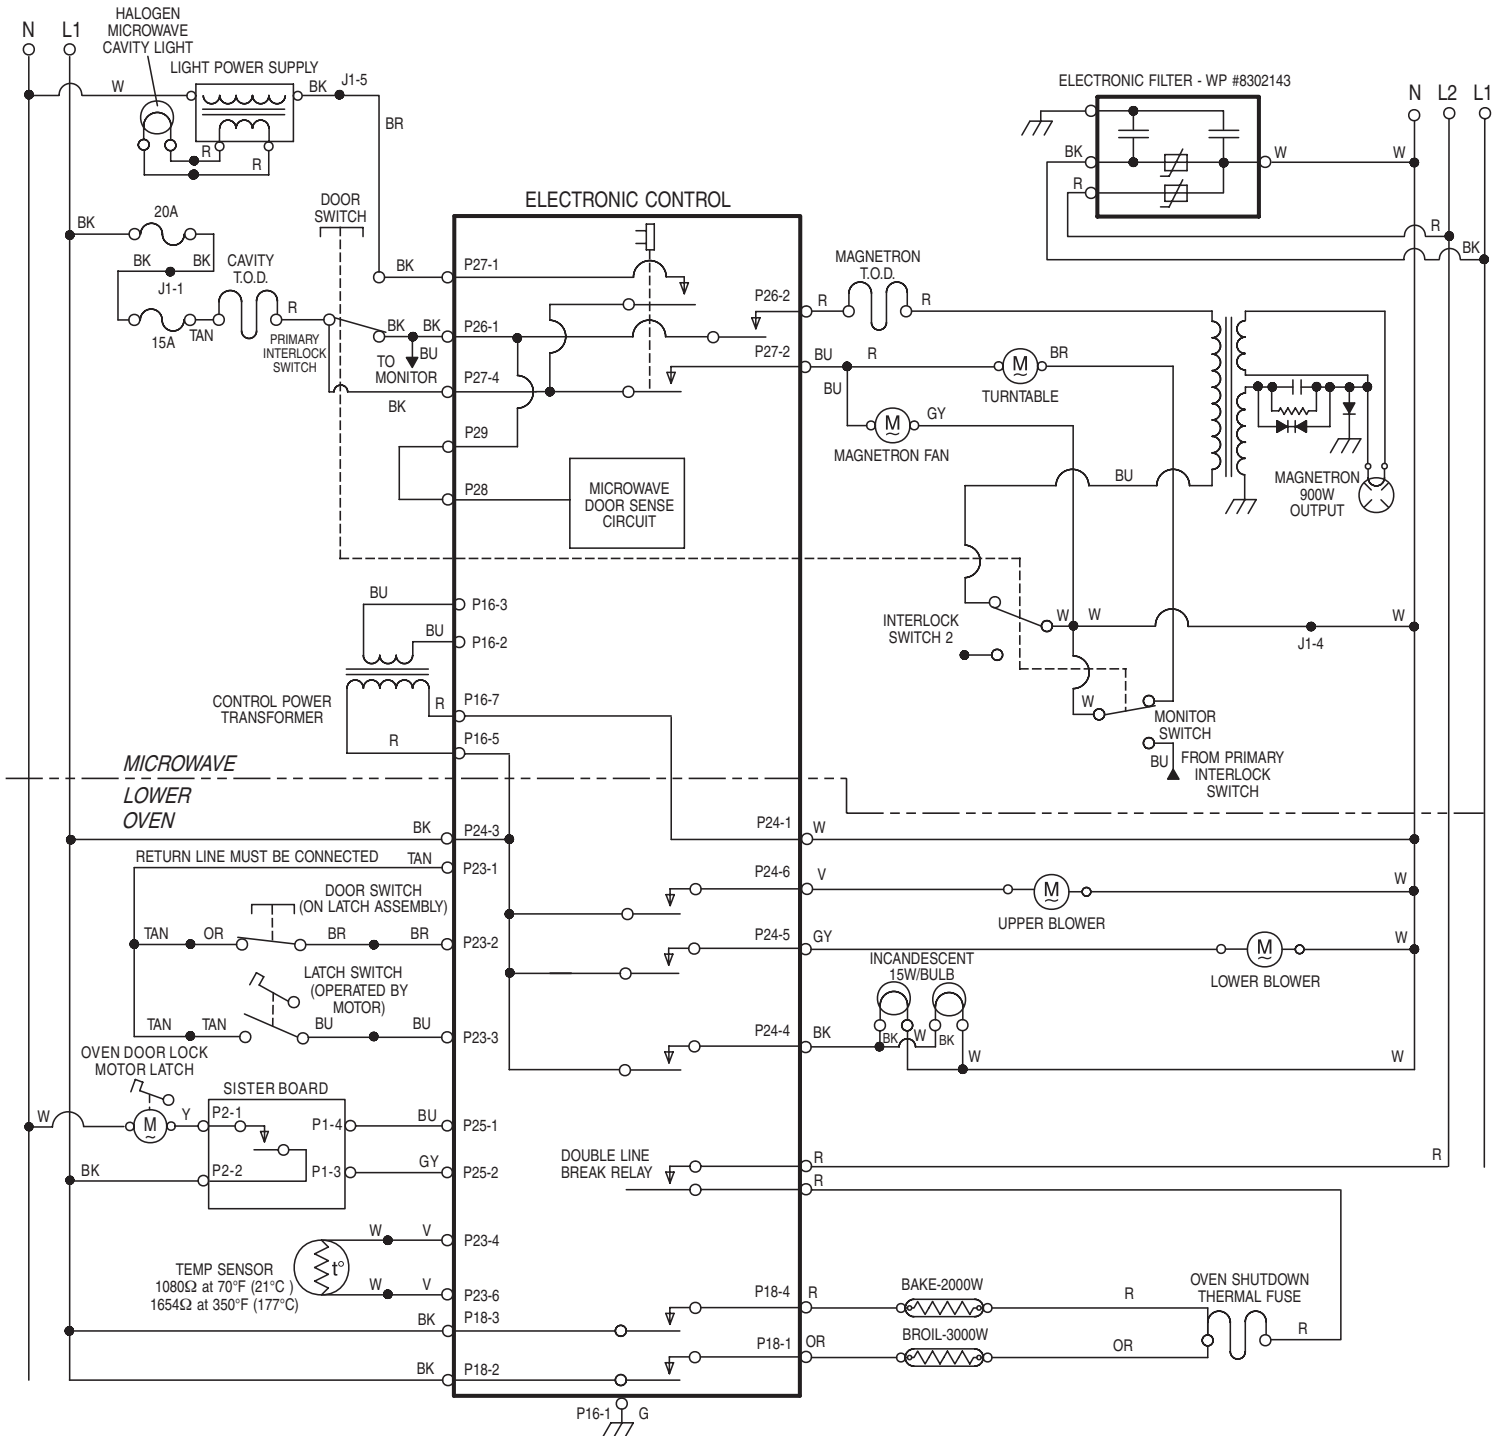 N L1
HALOGEN
MICROWAVE
CAVITY LIGHT
LIGHT POWER SUPPLY
W
BK
J1-5
BR
R
R
BK
20A
BK
BK
J1-1
15A
TAN
CAVITY
T.O.D.
R
PRIMARY
INTERLOCK
SWITCH
DOOR
SWITCH
BK
BK
BK
BU
TO
MONITOR
BK
ELECTRONIC CONTROL
P27-1
P26-1
P27-4
P29
P28
MICROWAVE
DOOR SENSE
CIRCUIT
P26-2
P27-2
R
MAGNETRON
T.O.D.
R
BU
R
BU
M
~
BR
TURNTABLE
M
~
GY
MAGNETRON FAN
BU
ELECTRONIC FILTER - WP #8302143
N L2 L1
BK
R
W
W
R
BK
MAGNETRON
900W
OUTPUT
INTERLOCK
SWITCH 2
W
W
J1-4
W
W
MONITOR
SWITCH
BU
FROM PRIMARY
INTERLOCK
SWITCH
BU
P16-3
BU
P16-2
CONTROL POWER
TRANSFORMER
R
P16-7
R
P16-5
MICROWAVE
LOWER
OVEN
BK
P24-3
P24-1
W
RETURN LINE MUST BE CONNECTED
TAN
P23-1
DOOR SWITCH
(ON LATCH ASSEMBLY)
TAN
OR
BR
BR
P23-2
LATCH SWITCH
(OPERATED BY
MOTOR)
TAN
TAN
BU
BU
P23-3
P24-6
V
M
~
W
UPPER BLOWER
P24-5
GY
M
~
W
LOWER BLOWER
INCANDESCENT
15W/BULB
P24-4
BK
BK
W
BK
W
W
OVEN DOOR LOCK
MOTOR LATCH
SISTER BOARD
W
M
~
Y
P2-1
P1-4
BU
P25-1
BK
P2-2
P1-3
GY
P25-2
DOUBLE LINE
BREAK RELAY
R
R
R
TEMP SENSOR
1080Ω at 70°F (21°C )
1654Ω at 350°F (177°C)
t°
W
V
P23-4
W
V
P23-6
BK
P18-3
BK
P18-2
P18-4
R
BAKE-2000W
R
P18-1
OR
BROIL-3000W
OR
OVEN SHUTDOWN
THERMAL FUSE
R
P16-1
G